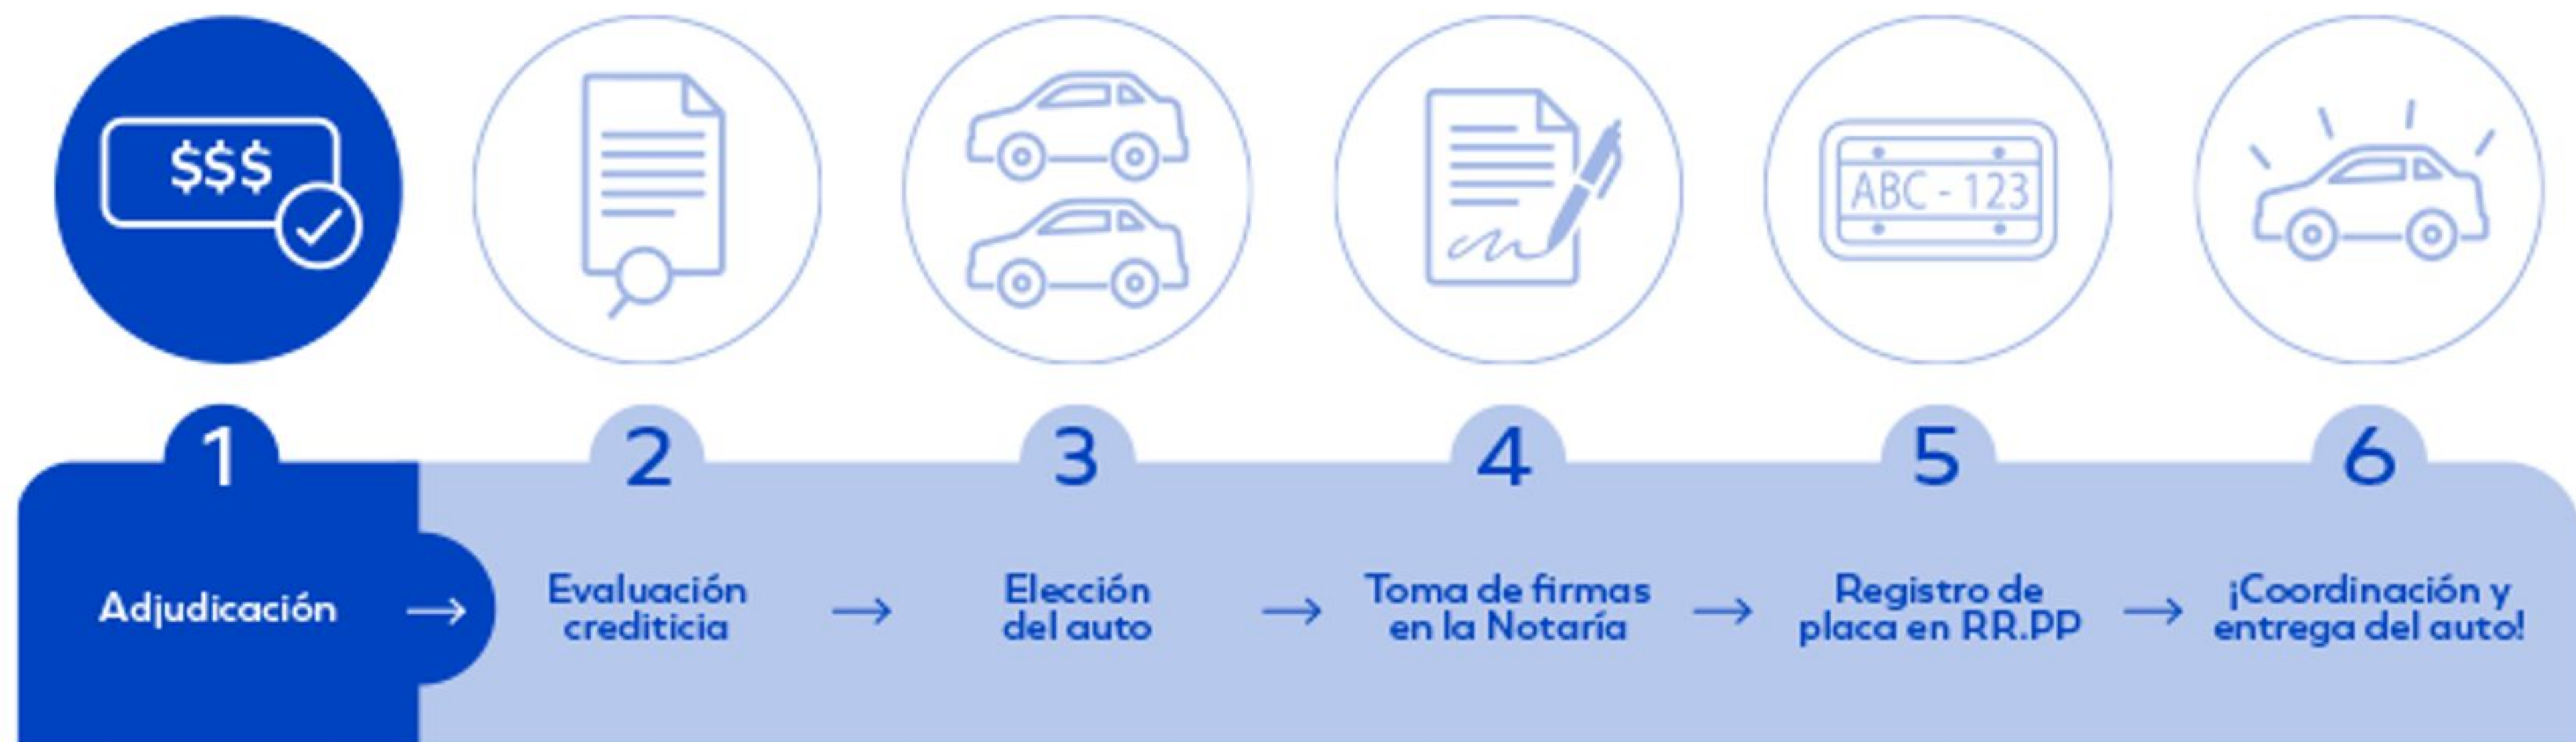 $$$
ABC - 123
1
2
3
4
5
6
Adjudicación
Evaluación
crediticia
Elección
del auto
Toma de firmas
en la Notaría
Registro de
placa en RR.PP
¡Coordinación y
entrega del auto!